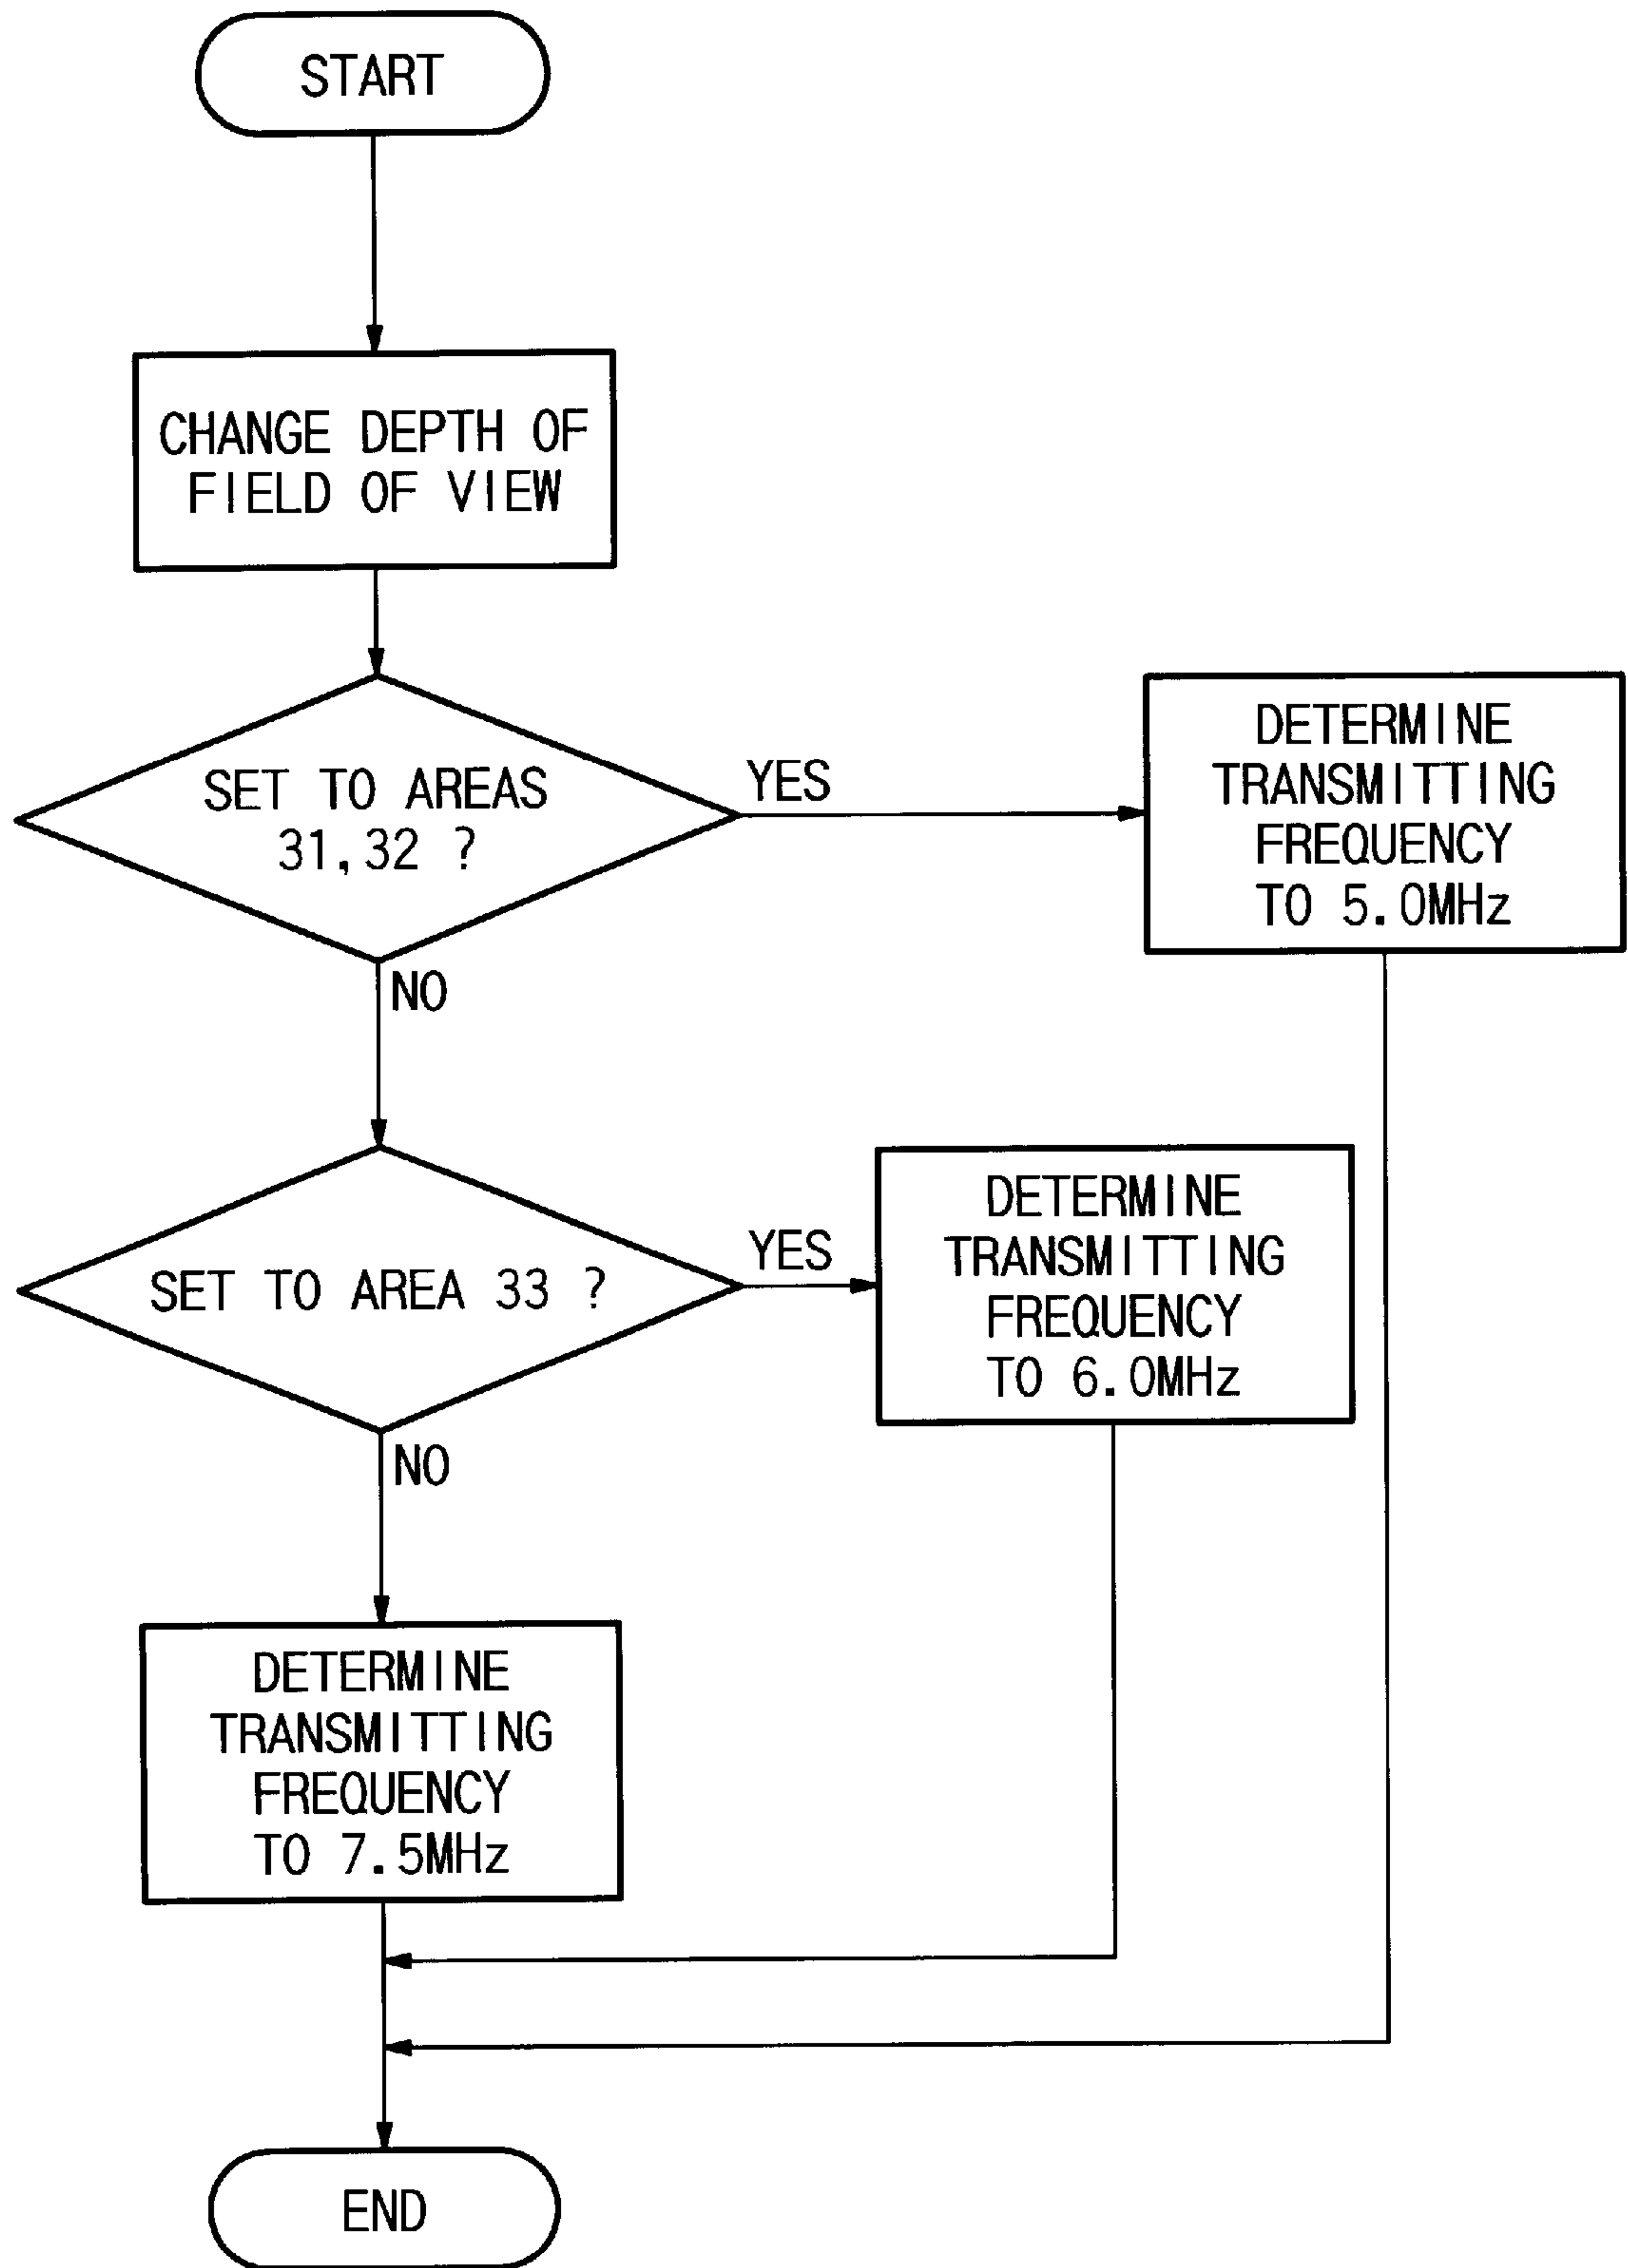 START
CHANGE DEPTH OF
FIELD OF VIEW
SET TO AREAS
31,32 ?
YES
DETERMINE
TRANSMITTING
FREQUENCY
TO 5.0MHz
NO
SET TO AREA 33 ?
YES
DETERMINE
TRANSMITTING
FREQUENCY
TO 6.0MHz
NO
DETERMINE
TRANSMITTING
FREQUENCY
TO 7.5MHz
END